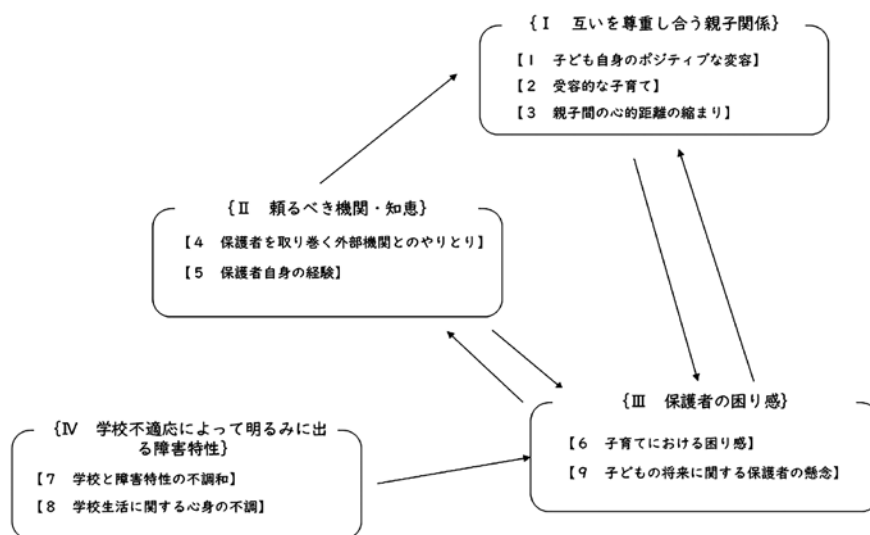 {Ⅰ　互いを尊重し合う親子関係}
【1　子ども自身のポジティブな変容】
【2　受容的な子育て】
【3　親子間の心的距離の縮まり】
{Ⅱ　頼るべき機関・知恵}
【4　保護者を取り巻く外部機関とのやりとり】
【5　保護者自身の経験】
{Ⅲ　保護者の困り感}
【6　子育てにおける困り感】
【9　子どもの将来に関する保護者の懸念】
{Ⅳ　学校不適応によって明るみに出
る障害特性}
【7　学校と障害特性の不調和】
【8　学校生活に関する心身の不調】